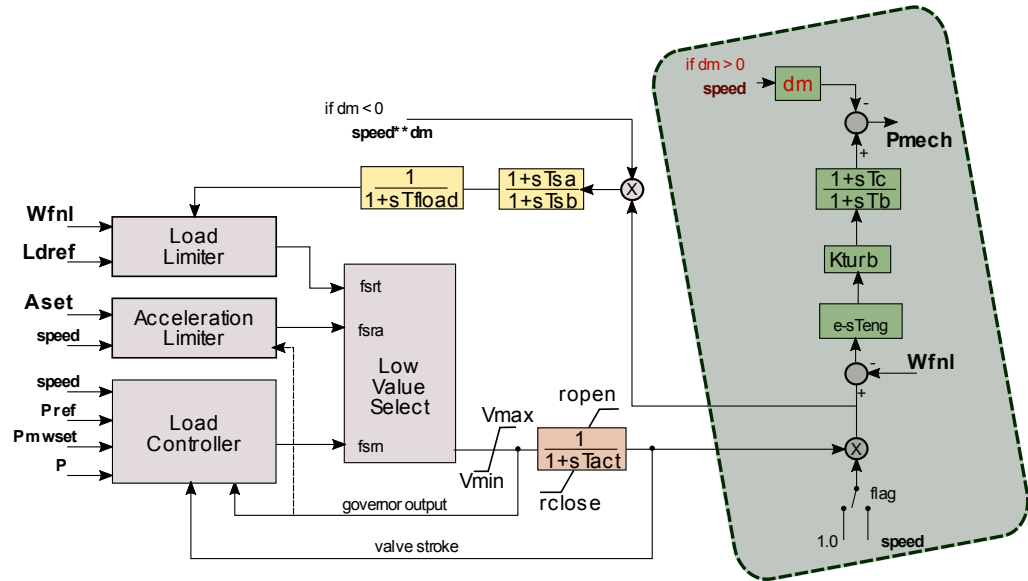 if dm > 0
speed
dm
-
Pmech
+
if dm < 0
speed** dm
X
1+sTsa
1+sTsb
1
1+sTfload
1+sTc
1+sTb
Kturb
e-sTeng
-
Wfnl
+
X
flag
1.0
speed
Wfnl
Ldref
Load
Limiter
Aset
speed
Acceleration
Limiter
speed
Pref
Pmwset
P
Load
Controller
fsrt
fsra
Low
Value
Select
fsrn
Vmax
Vmin
ropen
1
1+sTact
rclose
governor output
valve stroke